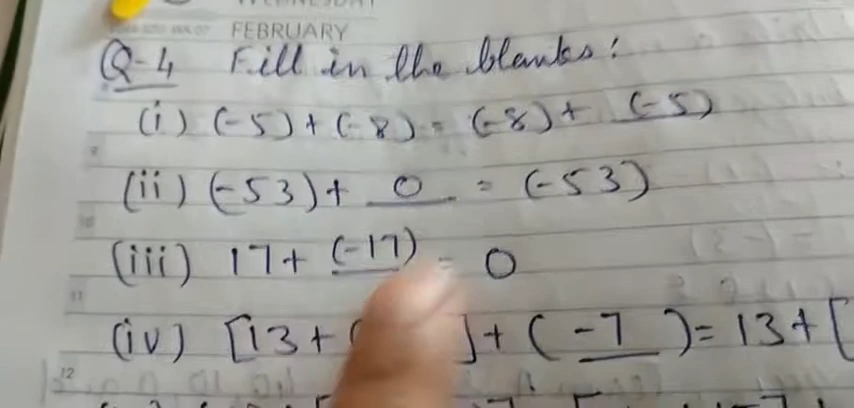 WEDNESDAY
FEBRUARY
Q-4 Fill in the blanks:
(i) (-5)+(-8)= (-8)+ (-5)
(ii) (-53)+ 0 = (-53)
(iii) 17+ (-17) = 0
(iv) [13+( ]+( -7 )= 13+[